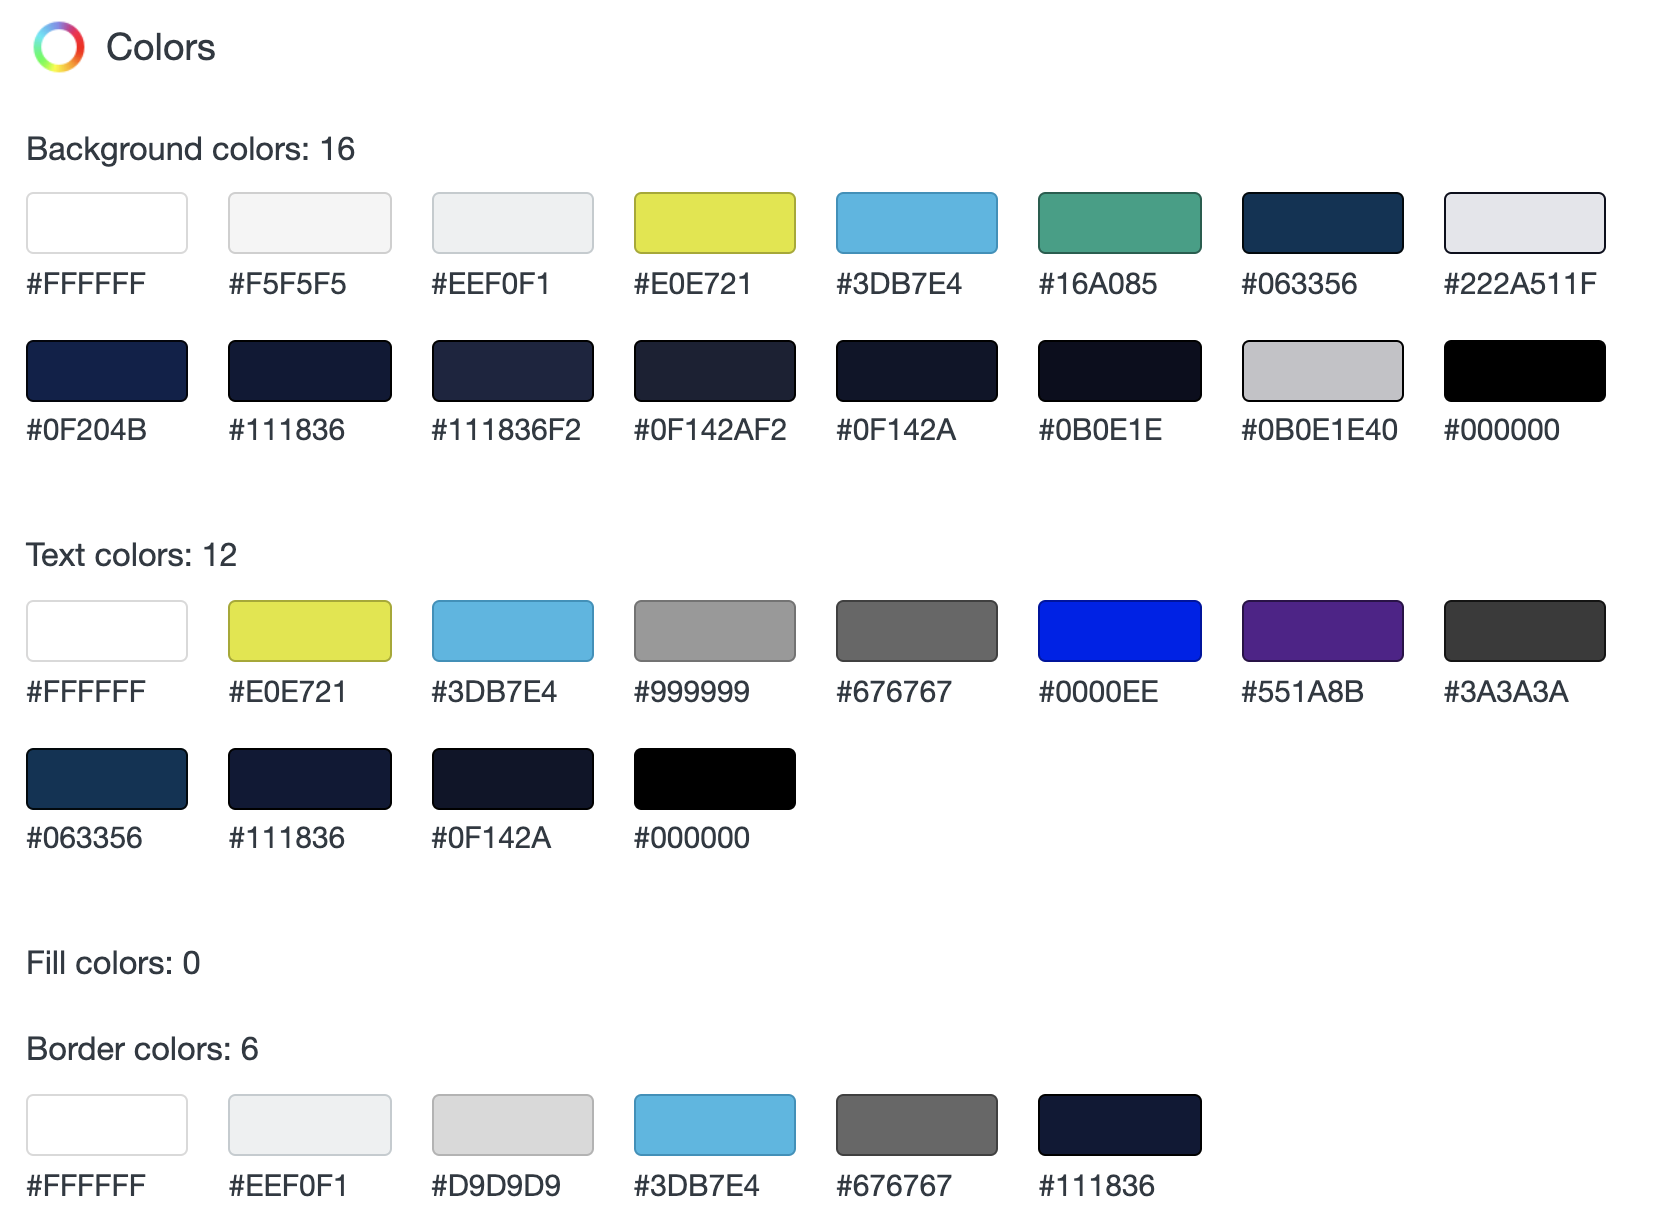 Colors
Background colors: 16
#FFFFFF #F5F5F5 #EEF0F1 #E0E721 #3DB7E4 #16A085 #063356 #222A511F
#0F204B #111836 #111836F2 #0F142AF2 #0F142A #0B0E1E #0B0E1E40 #000000
Text colors: 12
#FFFFFF #E0E721 #3DB7E4 #999999 #676767 #0000EE #551A8B #3A3A3A
#063356 #111836 #0F142A #000000
Fill colors: 0
Border colors: 6
#FFFFFF #EEF0F1 #D9D9D9 #3DB7E4 #676767 #111836